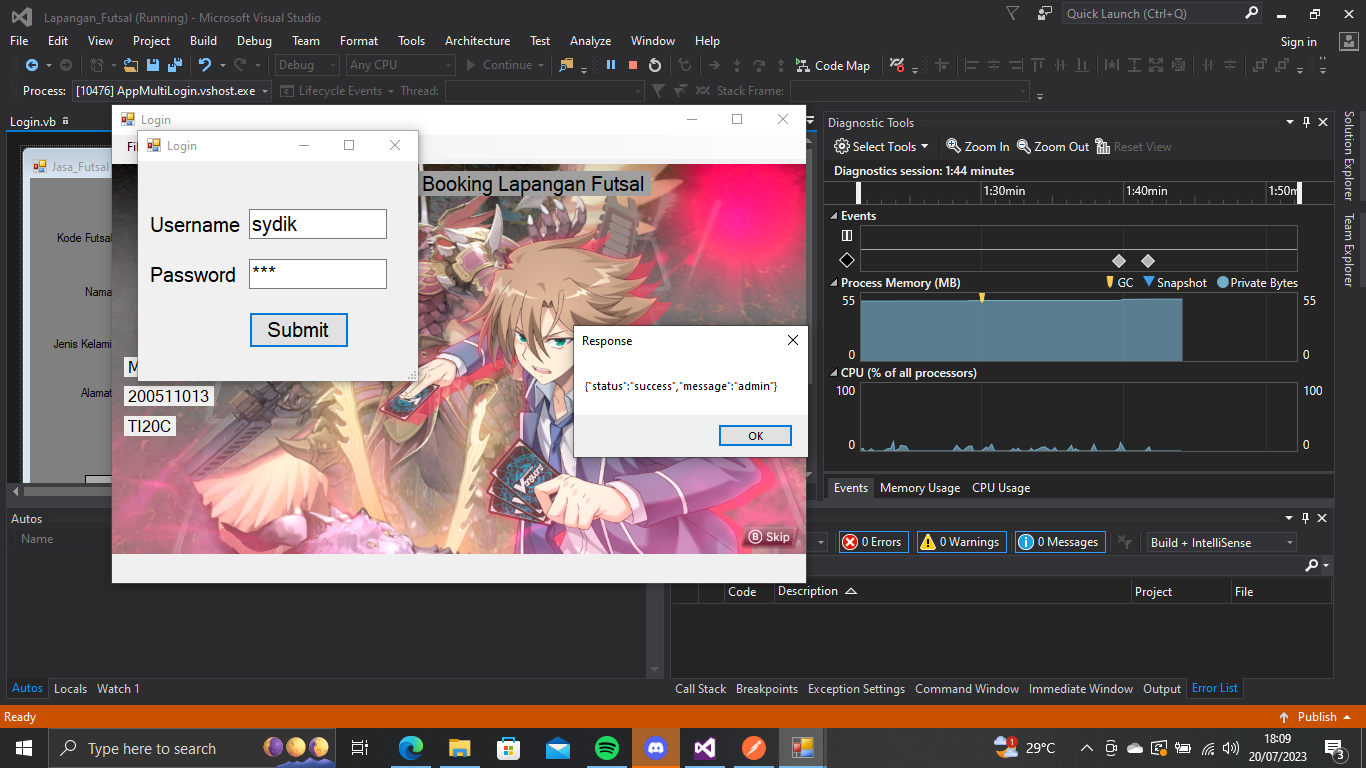 Lapangan_Futsal (Running) - Microsoft Visual Studio
Quick Launch (Ctrl+Q)
File Edit View Project Build Debug Team Format Tools Architecture Test Analyze Window Help
Sign in
Debug Any CPU Continue Code Map
Process: [10476] AppMultiLogin.vshost.exe Lifecycle Events Thread: Stack Frame:
Login.vb
Jasa_Futsal
Kode Futsal
Nama
Jenis Kelami
Alamat
Login
Fi
Login
Username sydik
Password ***
Submit
Booking Lapangan Futsal
M
200511013
TI20C
Response
{"status":"success","message":"admin"}
OK
B Skip
Diagnostic Tools
Select Tools Zoom In Zoom Out Reset View
Diagnostics session: 1:44 minutes
1:30min 1:40min 1:50m
Events
Process Memory (MB) GC Snapshot Private Bytes
55 55
0 0
CPU (% of all processors)
100 100
0 0
Events Memory Usage CPU Usage
Solution Explorer
Team Explorer
Autos
Name
Autos Locals Watch 1
0 Errors 0 Warnings 0 Messages Build + IntelliSense
Code Description Project File
Call Stack Breakpoints Exception Settings Command Window Immediate Window Output Error List
Ready
Publish
Type here to search
1
29°C
18:09
20/07/2023
3